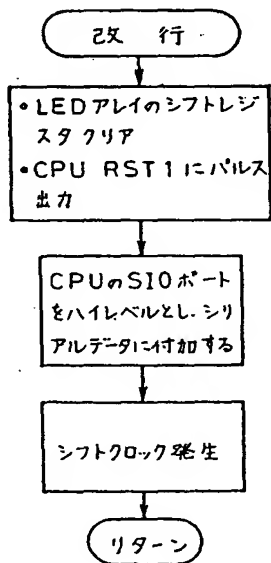 改 行
・LEDアレイのシフトレジ
スタクリア
・CPU RST1にパルス
出力
CPUのSIOポート
をハイレベルとし、シリ
アルデータに付加する
シフトクロック発生
リターン